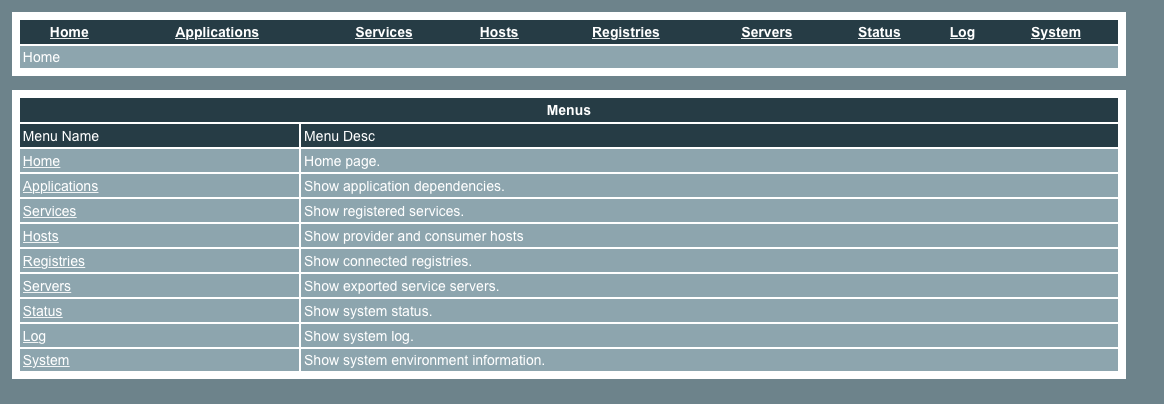 Home Applications Services Hosts Registries Servers Status Log System
Home
Menus
Menu Name Menu Desc
Home Home page.
Applications Show application dependencies.
Services Show registered services.
Hosts Show provider and consumer hosts
Registries Show connected registries.
Servers Show exported service servers.
Status Show system status.
Log Show system log.
System Show system environment information.